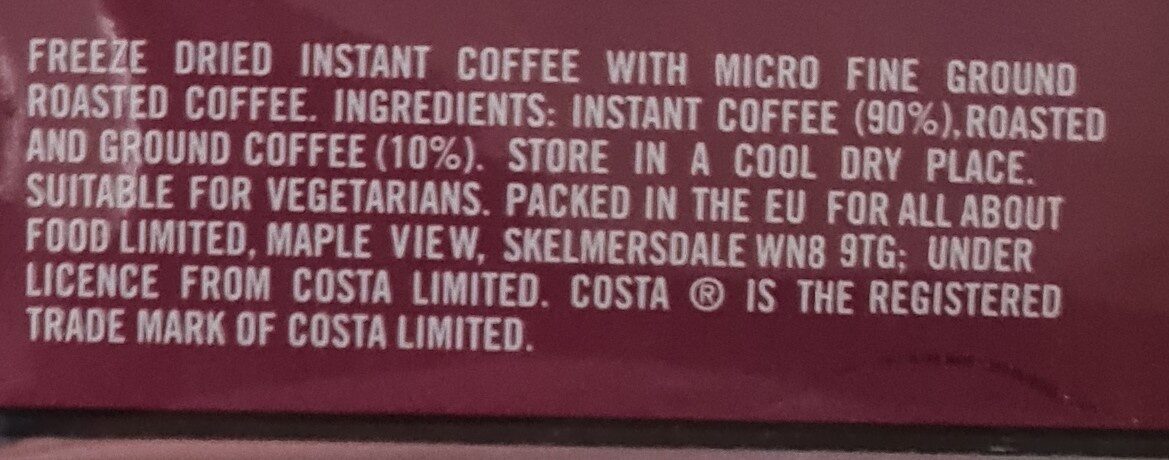 FREEZE DRIED INSTANT COFFEE WITH MICRO FINE GROUND
ROASTED COFFEE. INGREDIENTS: INSTANT COFFEE (90%),ROASTED
AND GROUND COFFEE (10%). STORE IN A COOL DRY PLACE.
SUITABLE FOR VEGETARIANS. PACKED IN THE EU FOR ALL ABOUT
FOOD LIMITED, MAPLE VIEW, SKELMERSDALE WN8 9TG; UNDER
LICENCE FROM COSTA LIMITED. COSTA ® IS THE REGISTERED
TRADE MARK OF COSTA LIMITED.